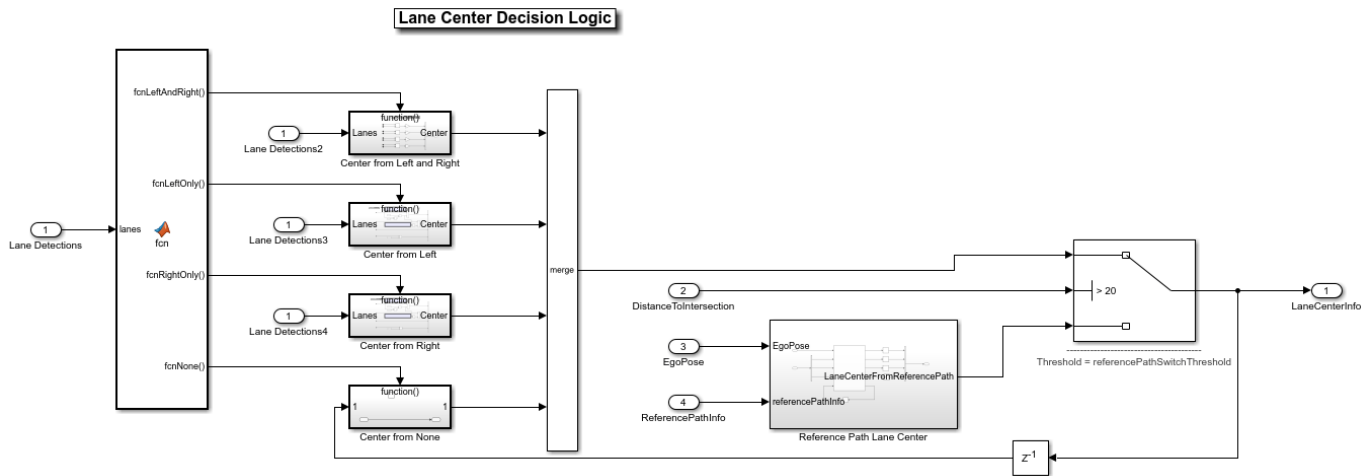 Lane Center Decision Logic
fcnLeftAndRight()
function()
1
Lanes
Center
Lane Detections2
Center from Left and Right
fcnLeftOnly()
function()
1
Lanes
Center
Lane Detections3
Center from Left
1
lanes
fcn
Lane Detections
merge
fcnRightOnly()
function()
1
Lanes
Center
Lane Detections4
Center from Right
2
DistanceToIntersection
> 20
1
LaneCenterInfo
3
EgoPose
EgoPose
Threshold = referencePathSwitchThreshold
LaneCenterFromReferencePath
fcnNone()
function()
1
1
Center from None
4
referencePathInfo
ReferencePathInfo
Reference Path Lane Center
Z-1